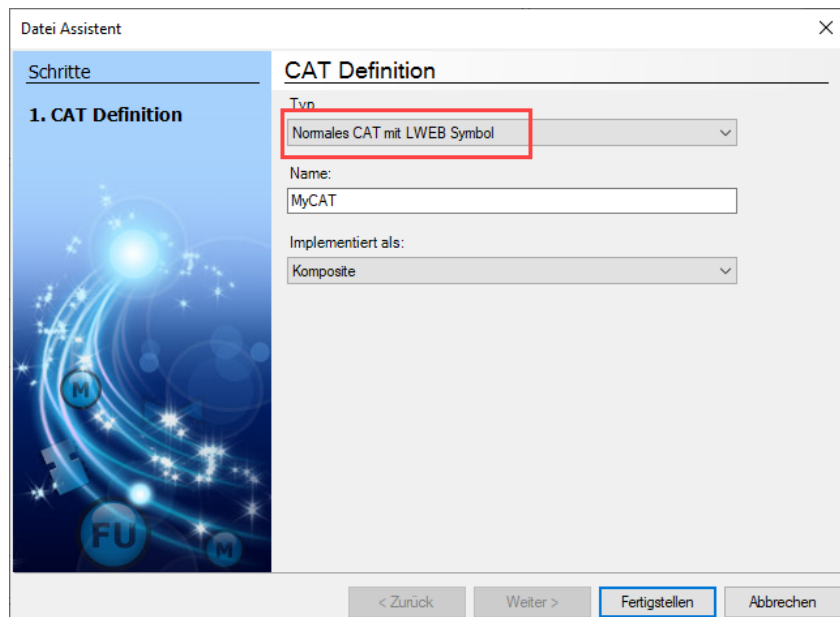 Datei Assistent
Schritte
1. CAT Definition
CAT Definition
Typ
Normales CAT mit LWEB Symbol
Name:
MyCAT
Implementiert als:
Komposite
M
FU
M
< Zurück
Weiter >
Fertigstellen
Abbrechen